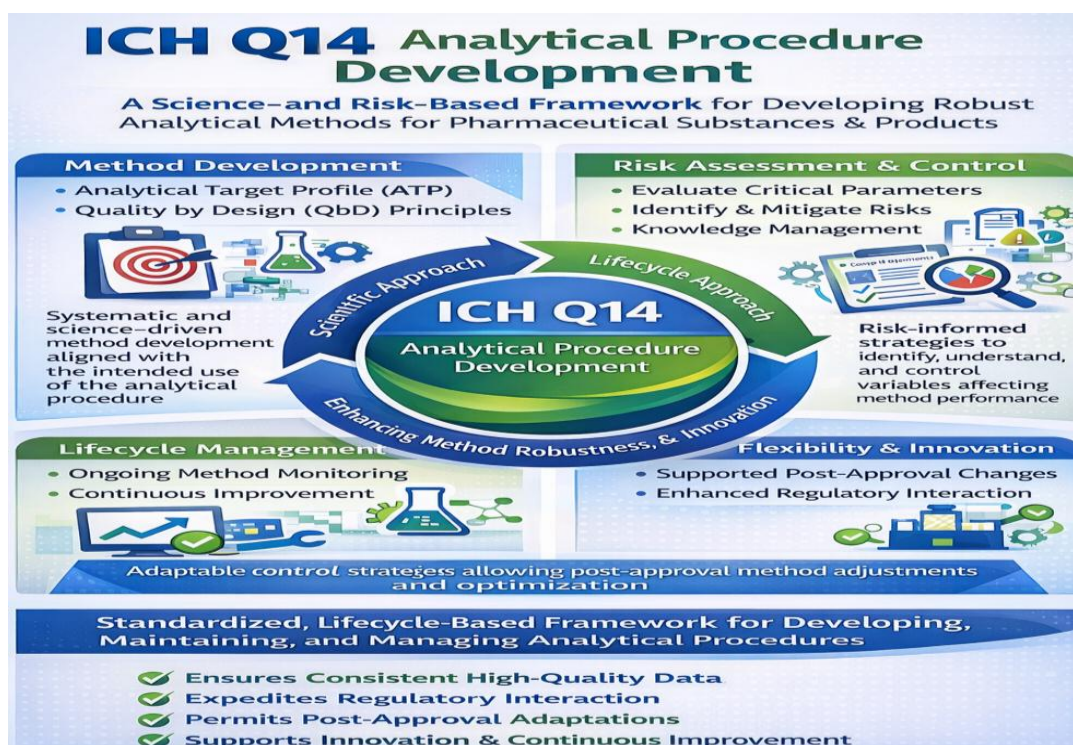 ICH Q14 Analytical Procedure
Development
A Science-and Risk-Based Framework for Developing Robust
Analytical Methods for Pharmaceutical Substances & Products
Method Development
• Analytical Target Profile (ATP)
• Quality by Design (QbD) Principles
Systematic and
science-driven
method development
aligned with
the intended use
of the analytical
procedure
Risk Assessment & Control
• Evaluate Critical Parameters
• Identify & Mitigate Risks
• Knowledge Management
Risk-informed
strategies to
identify, understand,
and control
variables affecting
method performance
Scientific Approach
Lifecycle Approach
ICH Q14
Analytical Procedure
Development
Enhancing Method Robustness, & Innovation
Lifecycle Management
• Ongoing Method Monitoring
• Continuous Improvement
Flexibility & Innovation
• Supported Post-Approval Changes
• Enhanced Regulatory Interaction
Adaptable control strategies allowing post-approval method adjustments
and optimization
Standardized, Lifecycle-Based Framework for Developing,
Maintaining, and Managing Analytical Procedures
Ensures Consistent High-Quality Data
Expedites Regulatory Interaction
Permits Post-Approval Adaptations
Supports Innovation & Continuous Improvement